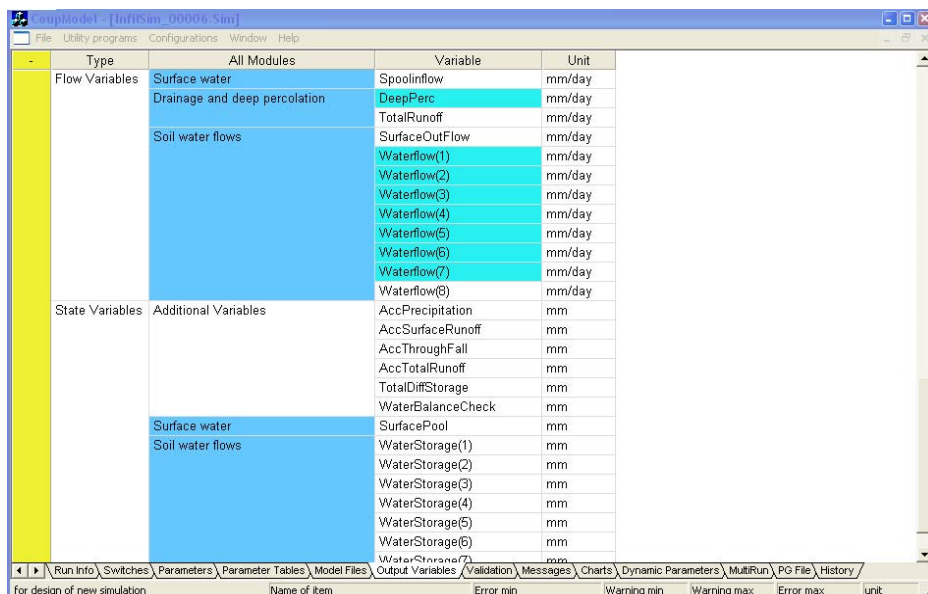 CoupModel - [InfilSim_00006.Sim]
File Utility programs Configurations Window Help
- Type All Modules Variable Unit
Flow Variables Surface water Spoolinflow mm/day
Drainage and deep percolation DeepPerc mm/day
TotalRunoff mm/day
Soil water flows SurfaceOutFlow mm/day
Waterflow(1) mm/day
Waterflow(2) mm/day
Waterflow(3) mm/day
Waterflow(4) mm/day
Waterflow(5) mm/day
Waterflow(6) mm/day
Waterflow(7) mm/day
Waterflow(8) mm/day
State Variables Additional Variables AccPrecipitation mm
AccSurfaceRunoff mm
AccThroughFall mm
AccTotalRunoff mm
TotalDiffStorage mm
WaterBalanceCheck mm
Surface water SurfacePool mm
Soil water flows WaterStorage(1) mm
WaterStorage(2) mm
WaterStorage(3) mm
WaterStorage(4) mm
WaterStorage(5) mm
WaterStorage(6) mm
WaterStorage(7) mm
Run Info Switches Parameters Parameter Tables Model Files Output Variables Validation Messages Charts Dynamic Parameters MultiRun PG File History
for design of new simulation Name of item Error min Warning min Warning max Error max unit